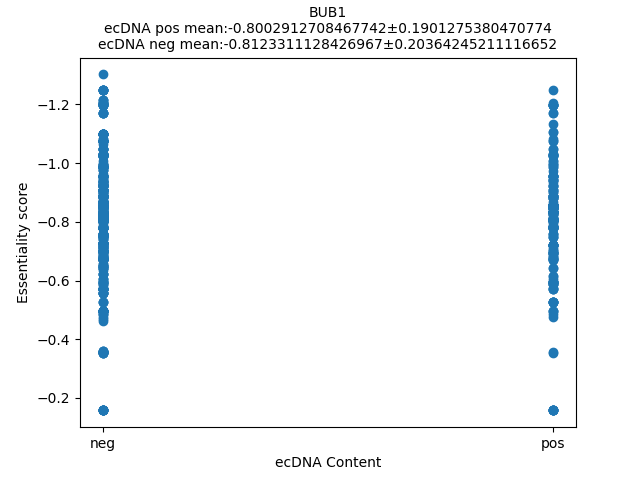 BUB1
ecDNA pos mean:-0.8002912708467742±0.1901275380470774
ecDNA neg mean:-0.8123311128426967±0.20364245211116652
−1.2
−1.0
−0.8
−0.6
−0.4
−0.2
Essentiality score
neg
pos
ecDNA Content